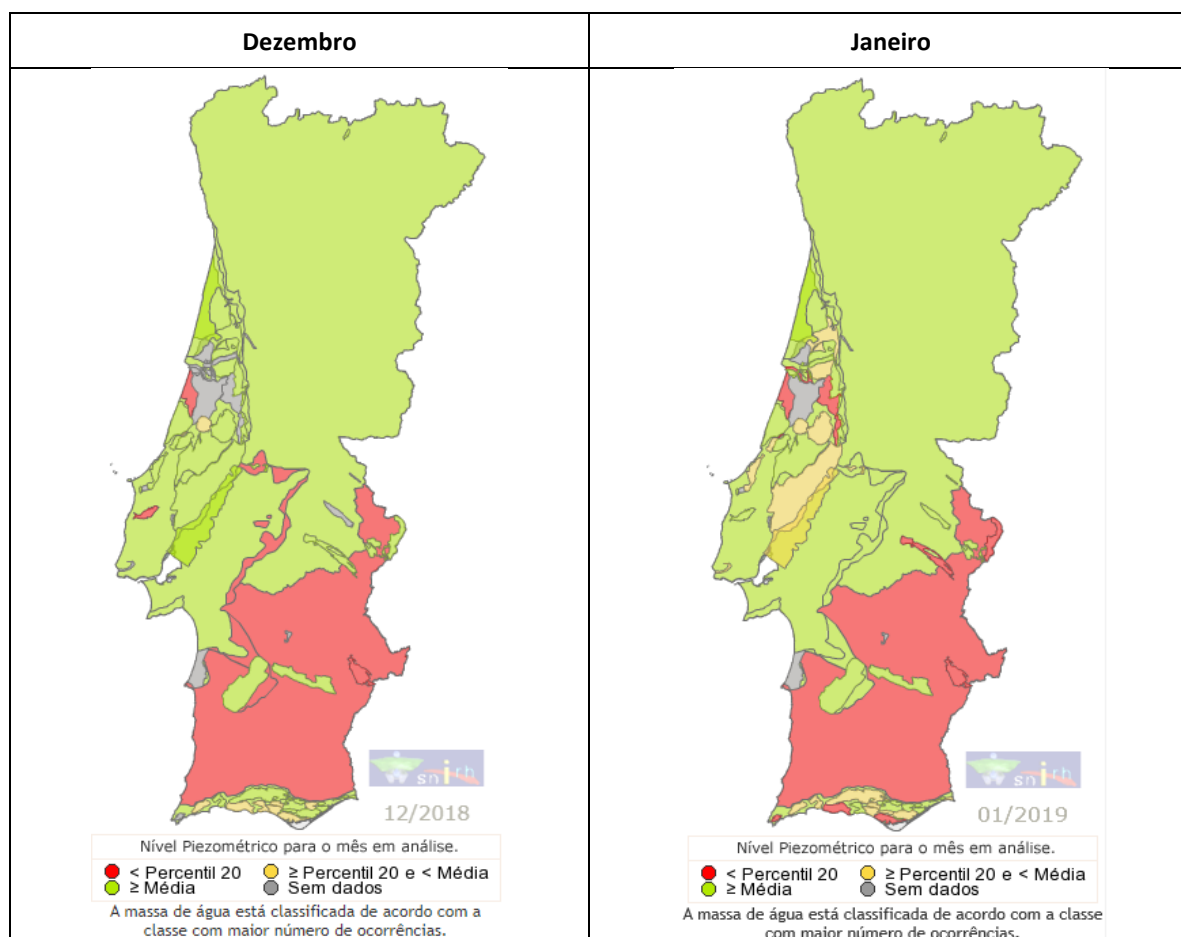 Dezembro
Janeiro
snirh
12/2018
Nível Piezométrico para o mês em análise.
< Percentil 20
≥ Percentil 20 e < Média
≥ Média
Sem dados
A massa de água está classificada de acordo com a
classe com maior número de ocorrências.
snirh
01/2019
Nível Piezométrico para o mês em análise.
< Percentil 20
≥ Percentil 20 e < Média
≥ Média
Sem dados
A massa de água está classificada de acordo com a classe
com maior número de ocorrências.